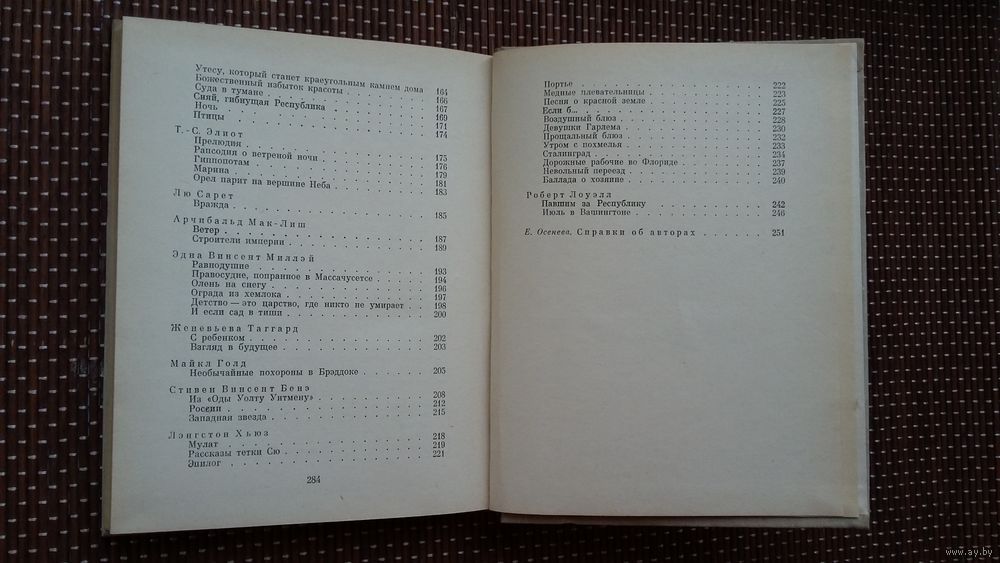 Утесу, который станет краеугольным камнем дома 164
Божественный избыток красоты . . . . . . . 166
Суда в тумане . . . . . . . . . . . . 167
Сияй, гибнущая Республика . . . . . . . . 169
Ночь . . . . . . . . . . . . . . . 171
Птицы . . . . . . . . . . . . . . . 174
Т.-С. Элиот
Прелюдия . . . . . . . . . . . . . . 175
Рапсодия о ветреной ночи . . . . . . . . . 176
Гиппопотам . . . . . . . . . . . . . 179
Марина . . . . . . . . . . . . . . . 181
Орел парит на вершине Неба . . . . . . . . 183
Лю Сарет
Вражда . . . . . . . . . . . . . . . 185
Арчибальд Мак-Лиш
Ветер . . . . . . . . . . . . . . . 187
Строители империи . . . . . . . . . . . 189
Эдна Винсент Миллэй
Равнодушие . . . . . . . . . . . . . 193
Правосудие, попранное в Массачусетсе . . . . 194
Олень на снегу . . . . . . . . . . . . 196
Ограда из хемлока . . . . . . . . . . . 197
Детство — это царство, где никто не умирает . . 198
И если сад в тиши . . . . . . . . . . . 200
Женевьева Таггард
С ребенком . . . . . . . . . . . . . 202
Взгляд в будущее . . . . . . . . . . . 203
Майкл Голд
Необычайные похороны в Брэддоке . . . . . . 205
Стивен Винсент Бенэ
Из «Оды Уолту Уитмену» . . . . . . . . . 208
России . . . . . . . . . . . . . . . 212
Западная звезда . . . . . . . . . . . . 215
Лэнгстон Хьюз
Мулат . . . . . . . . . . . . . . . 218
Рассказы тетки Сю . . . . . . . . . . . 219
Эпилог . . . . . . . . . . . . . . . 221
284
Портье . . . . . . . . . . . . . . . 222
Медные плевательницы . . . . . . . . . . 223
Песня о красной земле . . . . . . . . . . 225
Если б... . . . . . . . . . . . . . . 227
Воздушный блюз . . . . . . . . . . . . 228
Девушки Гарлема . . . . . . . . . . . . 230
Прощальный блюз . . . . . . . . . . . . 232
Утром с похмелья . . . . . . . . . . . . 233
Сталинград . . . . . . . . . . . . . . 234
Дорожные рабочие во Флориде . . . . . . . . 237
Невольный переезд . . . . . . . . . . . 239
Баллада о хозяине . . . . . . . . . . . 240
Роберт Лоуэлл
Павшим за Республику . . . . . . . . . . 242
Июль в Вашингтоне . . . . . . . . . . . 246
Е. Осенева. Справки об авторах . . . . . . 251
www.ay.by